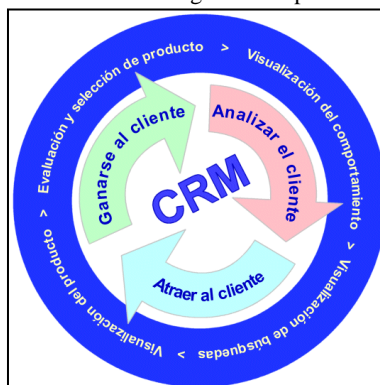 Evaluación y selección de producto > Visualización del comportamiento > Visualización de búsquedas > Visualización del producto >
Ganarse al cliente
Analizar el cliente
CRM
Atraer al cliente